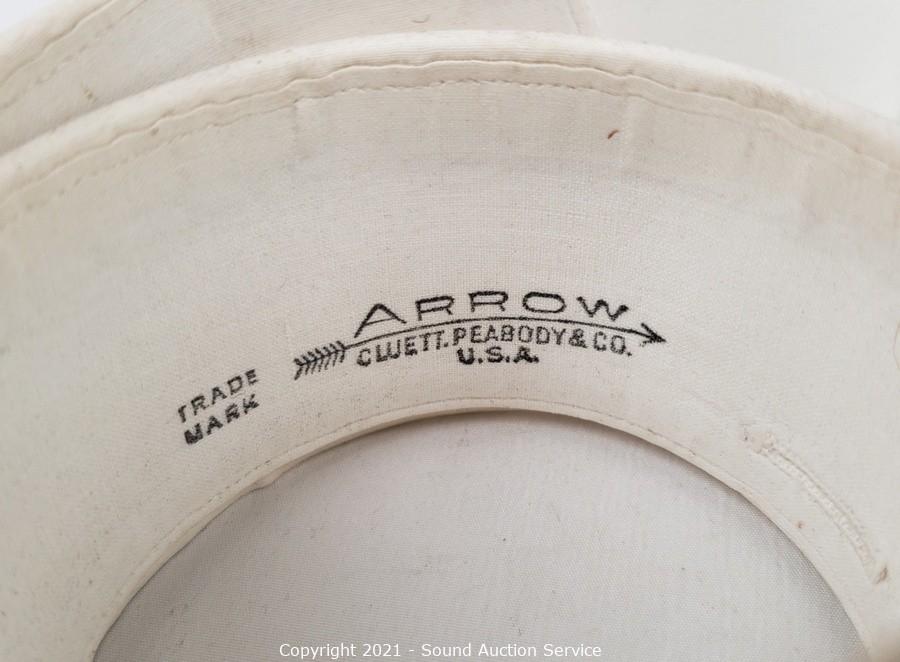 ARROW
CLUETT. PEABODY & CO.
U.S.A.
TRADE
MARK
Copyright 2021 - Sound Auction Service